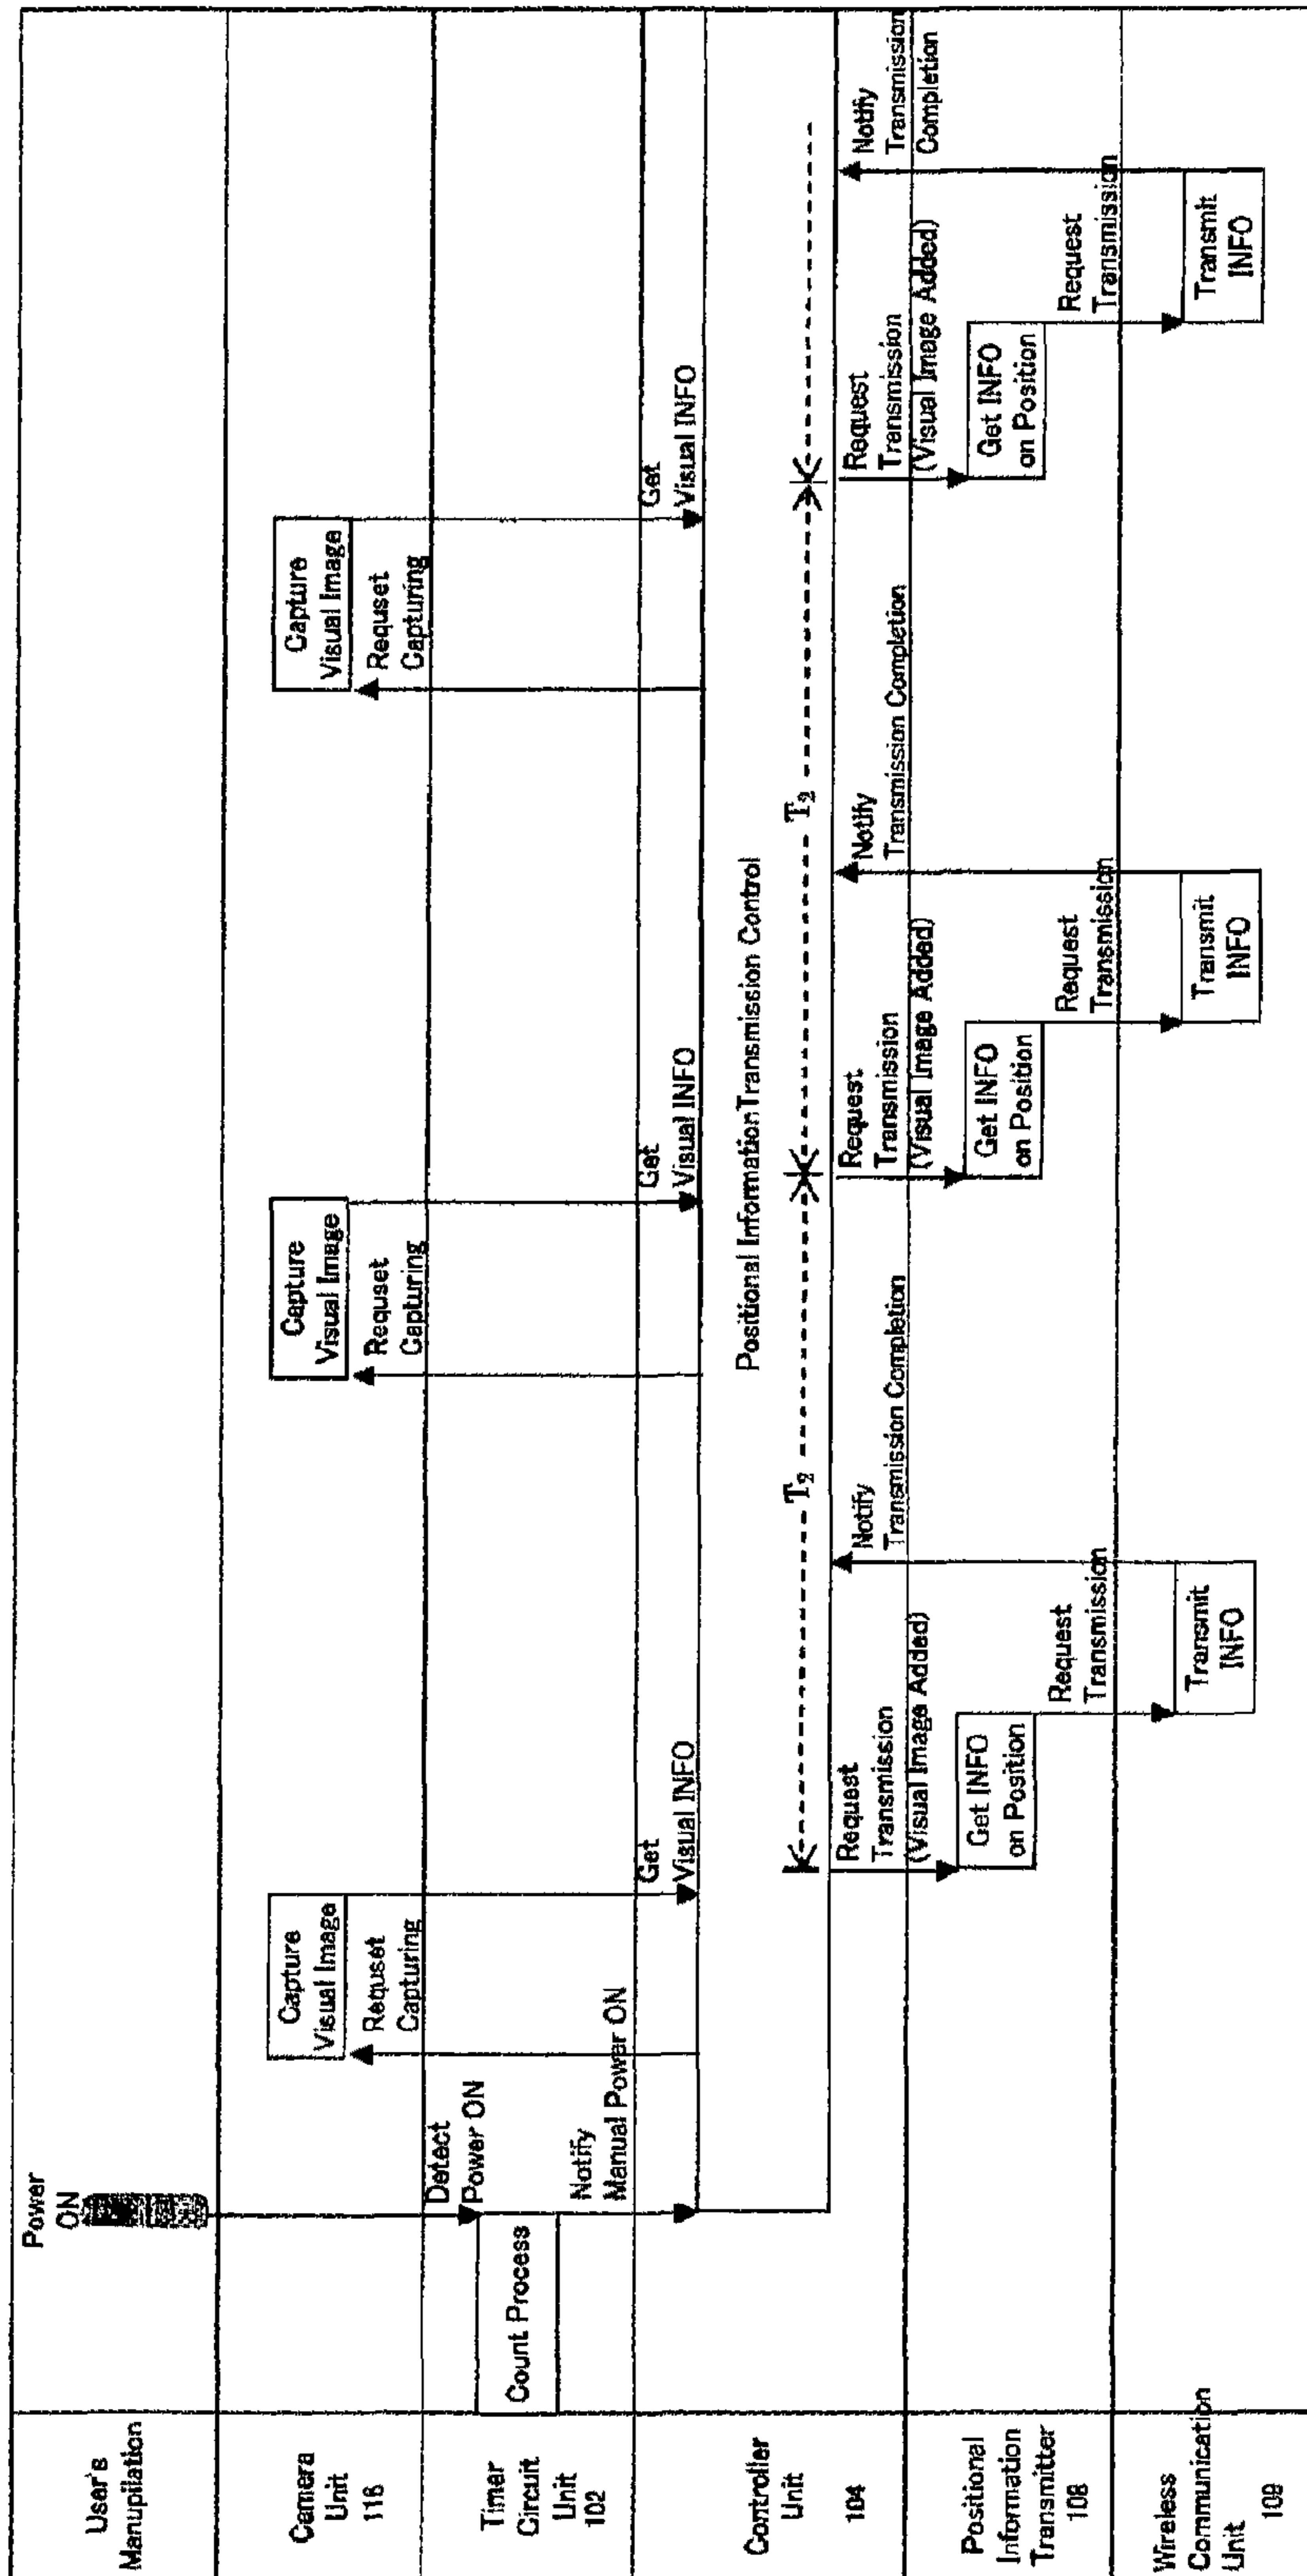 User's
Manupilation
Power
ON
Camera
Unit
116
Capture
Visual Image
Requset
Capturing
Capture
Visual Image
Requset
Capturing
Capture
Visual Image
Requset
Capturing
Timer
Circuit
Unit
102
Count Process
Detect
Power ON
Notify
Manual Power ON
Get
Visual INFO
Get
Visual INFO
Get
Visual INFO
Controller
Unit
104
Positional Information Transmission Control
T2
T2
Request
Transmission
(Visual Image Added)
Notify
Transmission Completion
Request
Transmission
(Visual Image Added)
Notify
Transmission Completion
Request
Transmission
(Visual Image Added)
Notify
Transmission
Completion
Positional
Information
Transmitter
108
Get INFO
on Position
Request
Transmission
Get INFO
on Position
Request
Transmission
Get INFO
on Position
Request
Transmission
Wireless
Communication
Unit
109
Transmit
INFO
Transmit
INFO
Transmit
INFO